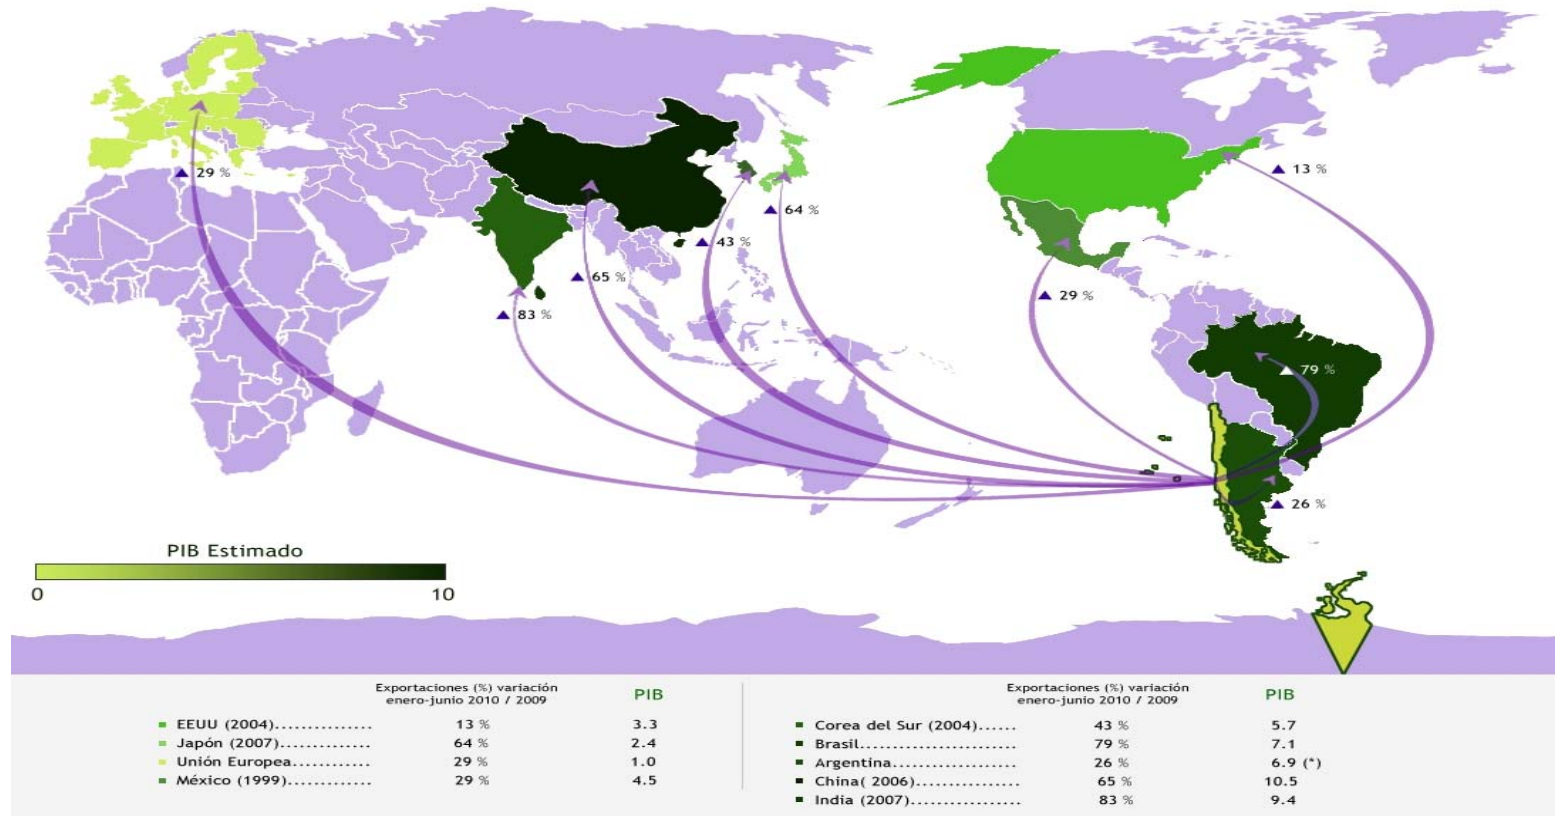 29 %
13 %
64 %
43 %
65 %
29 %
83 %
79 %
26 %
PIB Estimado
0 10
Exportaciones (%) variación
enero-junio 2010 / 2009
PIB
EEUU (2004).............. 13 % 3.3
Japón (2007)............. 64 % 2.4
Unión Europea........... 29 % 1.0
México (1999)............ 29 % 4.5
Exportaciones (%) variación
enero-junio 2010 / 2009
PIB
Corea del Sur (2004)...... 43 % 5.7
Brasil....................... 79 % 7.1
Argentina.................. 26 % 6.9 (*)
China( 2006)............... 65 % 10.5
India (2007)................ 83 % 9.4